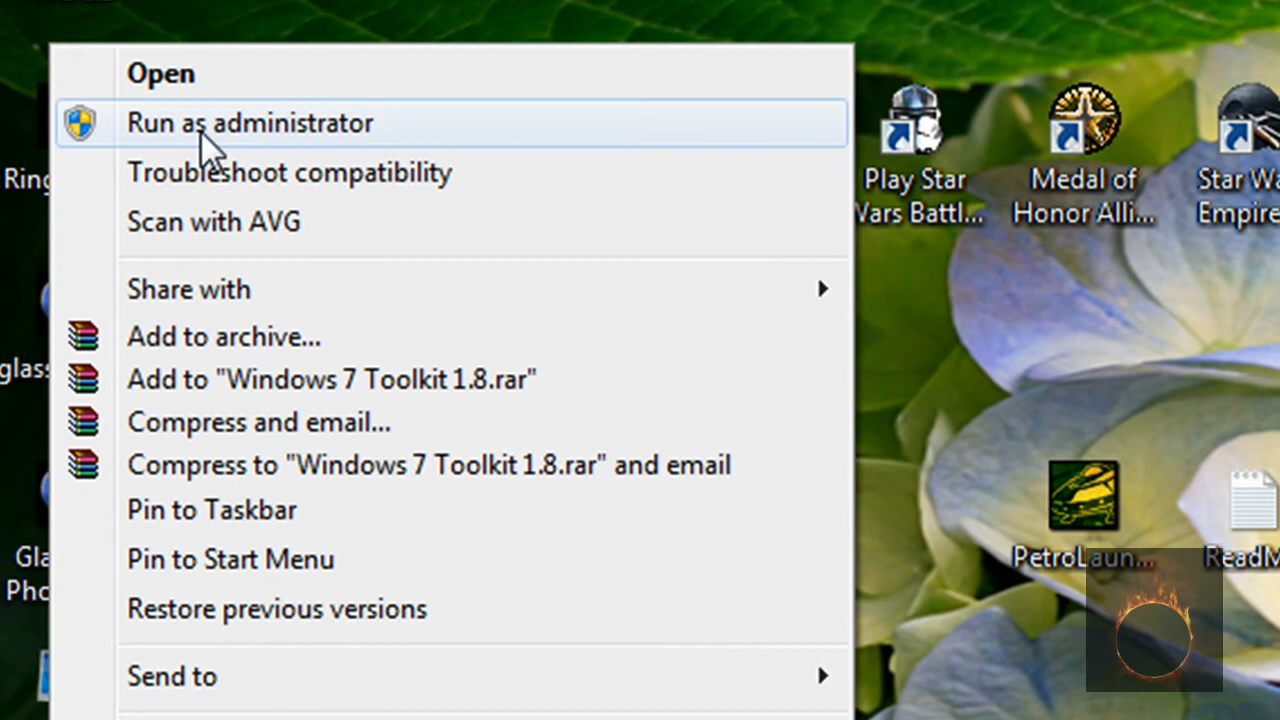 Open
Run as administrator
Troubleshoot compatibility
Scan with AVG
Share with
Add to archive...
Add to "Windows 7 Toolkit 1.8.rar"
Compress and email...
Compress to "Windows 7 Toolkit 1.8.rar" and email
Pin to Taskbar
Pin to Start Menu
Restore previous versions
Send to
Play Star
Wars Battl...
Medal of
Honor Alli...
Star Wa
Empire
PetroLaun...
ReadM
Ring
glass
Gla
Pho